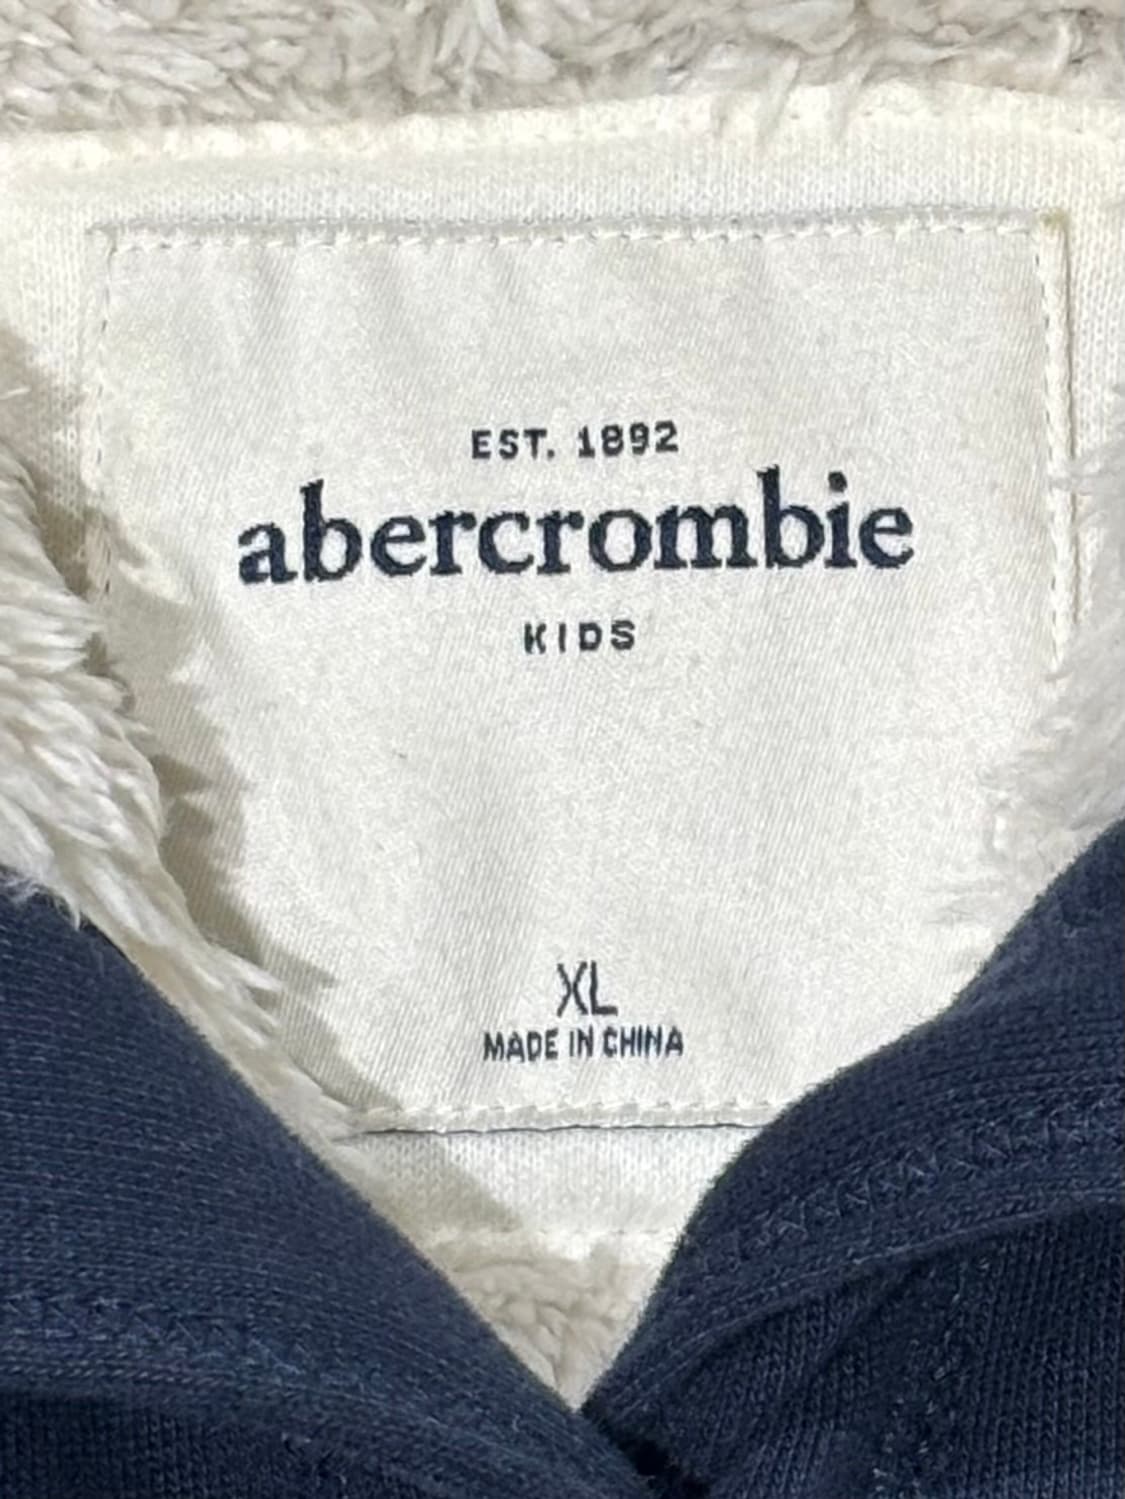 EST. 1892
abercrombie
KIDS
XL
MADE IN CHINA